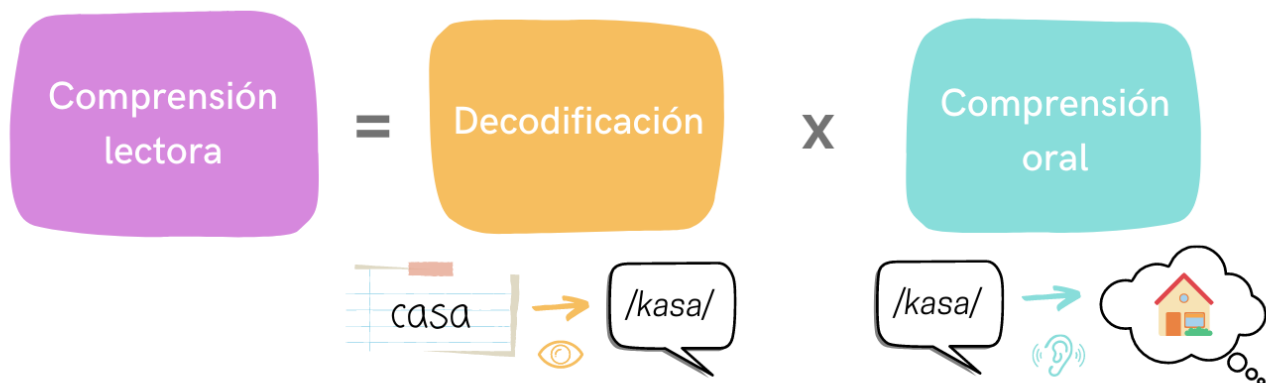 Comprensión
lectora
=
Decodificación
x
Comprensión
oral
casa
/kasa/
/kasa/